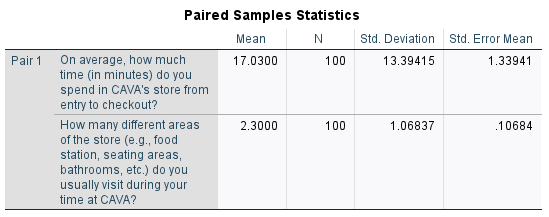 Paired Samples Statistics
Mean N Std. Deviation Std. Error Mean
Pair 1 On average, how much 17.0300 100 13.39415 1.33941
time (in minutes) do you
spend in CAVA's store from
entry to checkout?
How many different areas 2.3000 100 1.06837 .10684
of the store (e.g., food
station, seating areas,
bathrooms, etc.) do you
usually visit during your
time at CAVA?